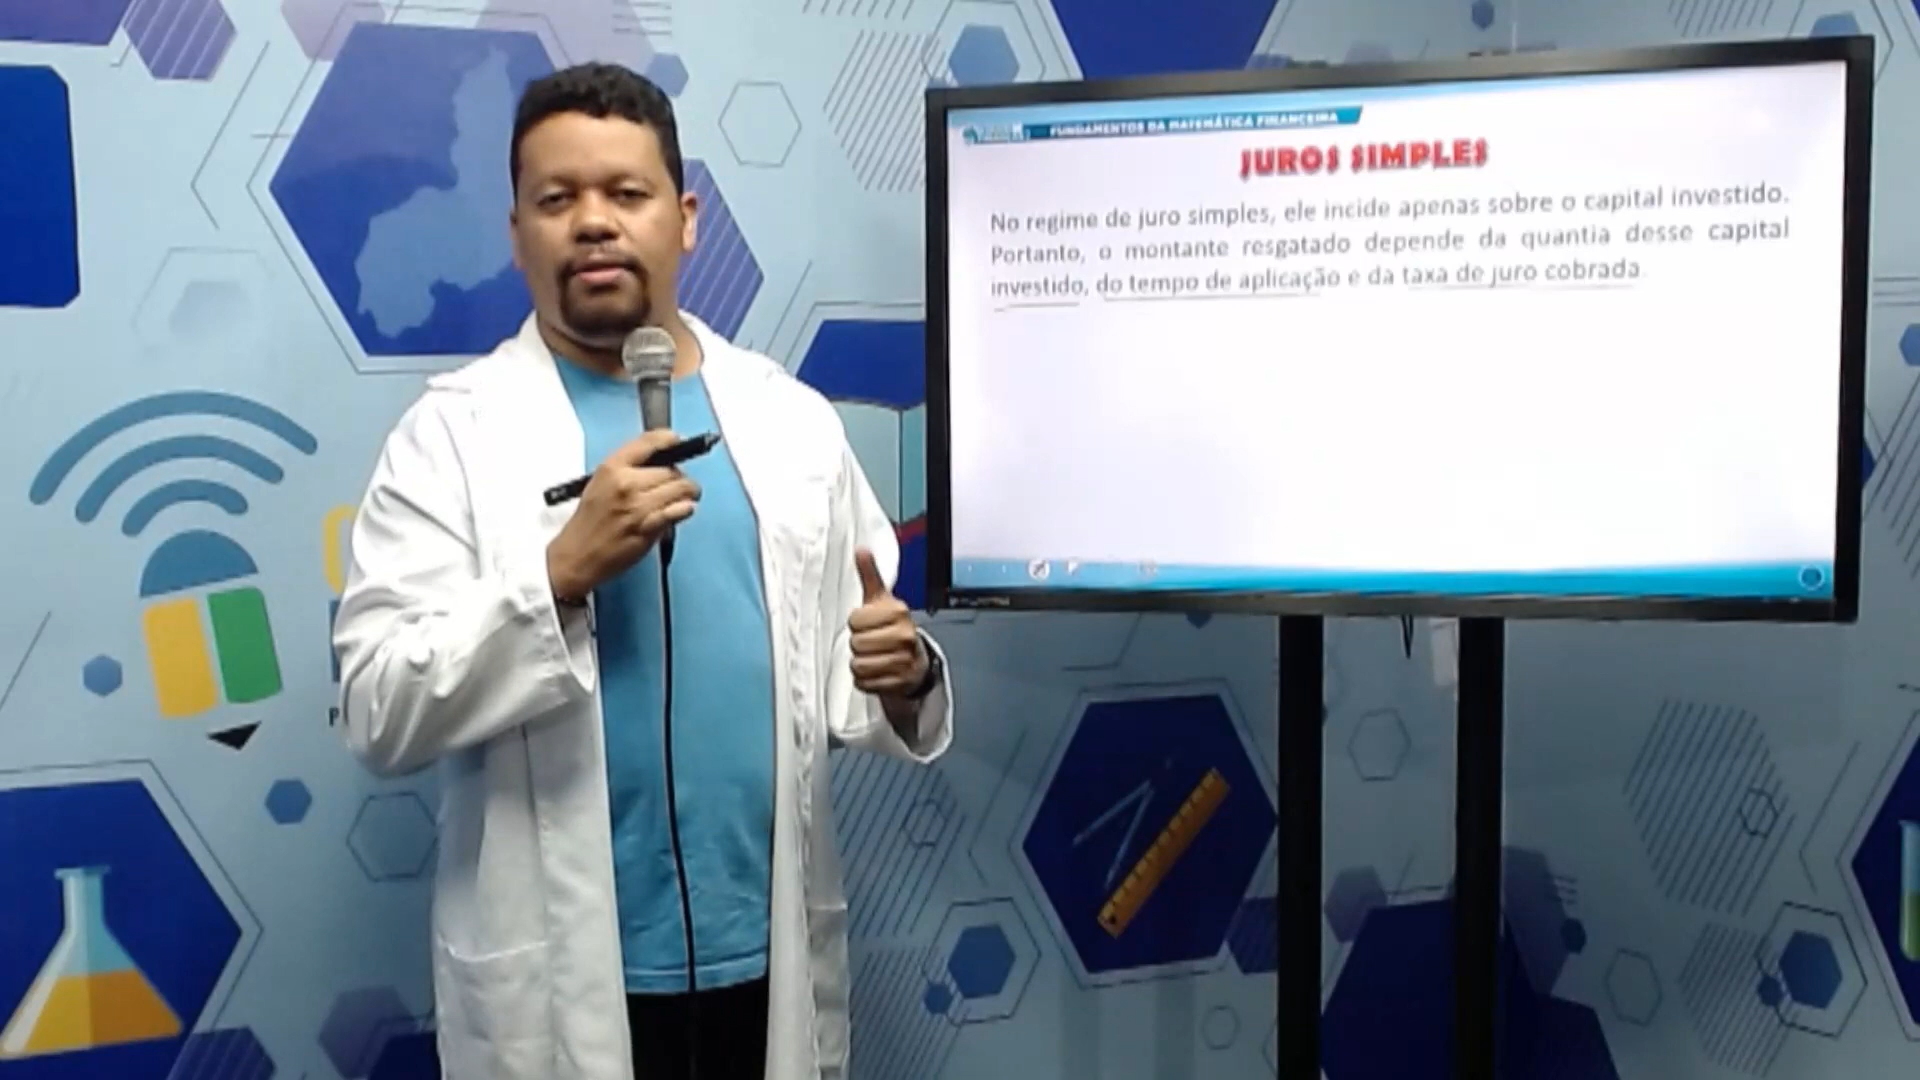 FUNDAMENTOS DA MATEMÁTICA FINANCEIRA
JUROS SIMPLES
No regime de juro simples, ele incide apenas sobre o capital investido.
Portanto, o montante resgatado depende da quantia desse capital
investido, do tempo de aplicação e da taxa de juro cobrada.